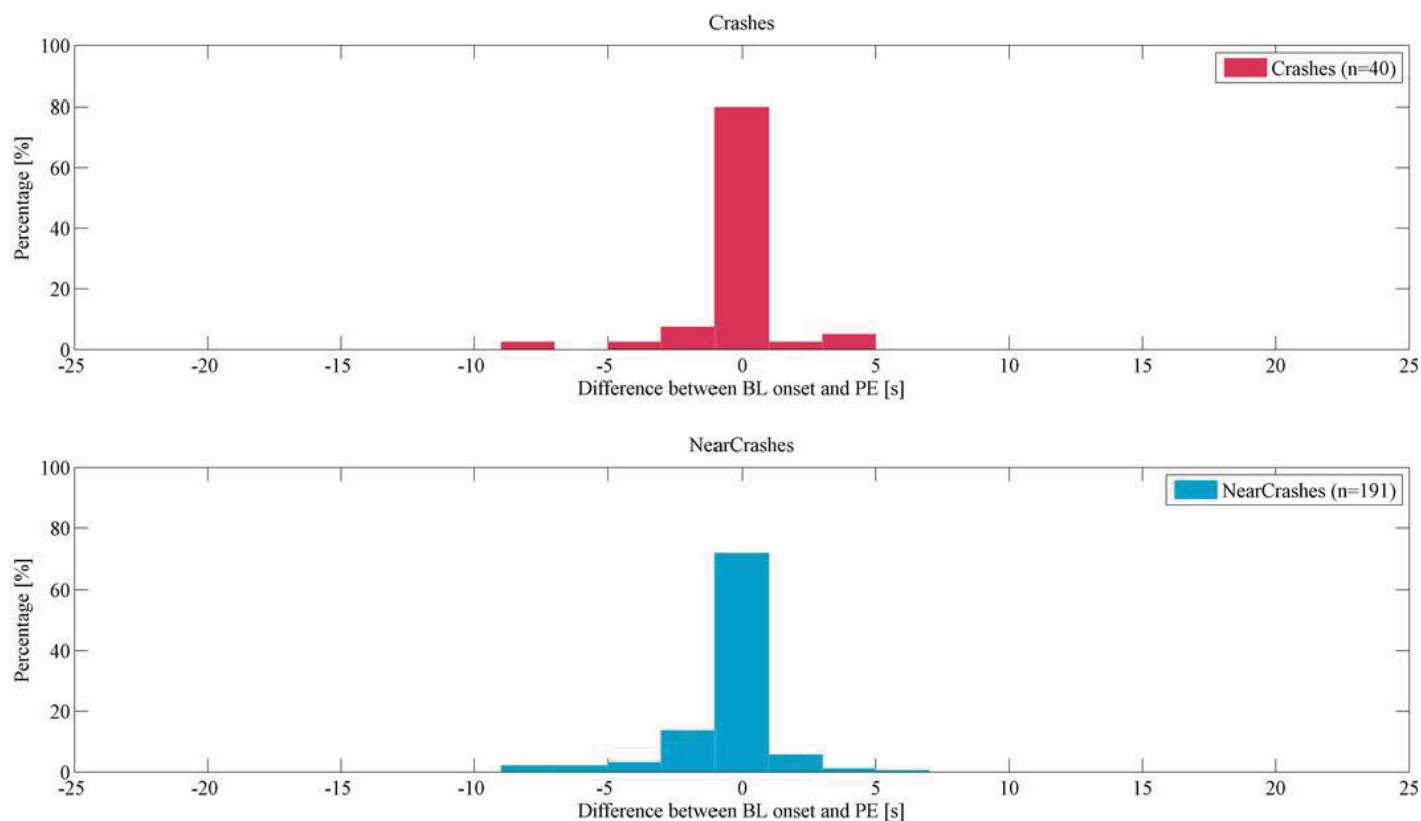 Crashes
100
80
60
40
20
0
Percentage [%]
Crashes (n=40)
-25 -20 -15 -10 -5 0 5 10 15 20 25
Difference between BL onset and PE [s]
NearCrashes
100
80
60
40
20
0
Percentage [%]
NearCrashes (n=191)
-25 -20 -15 -10 -5 0 5 10 15 20 25
Difference between BL onset and PE [s]